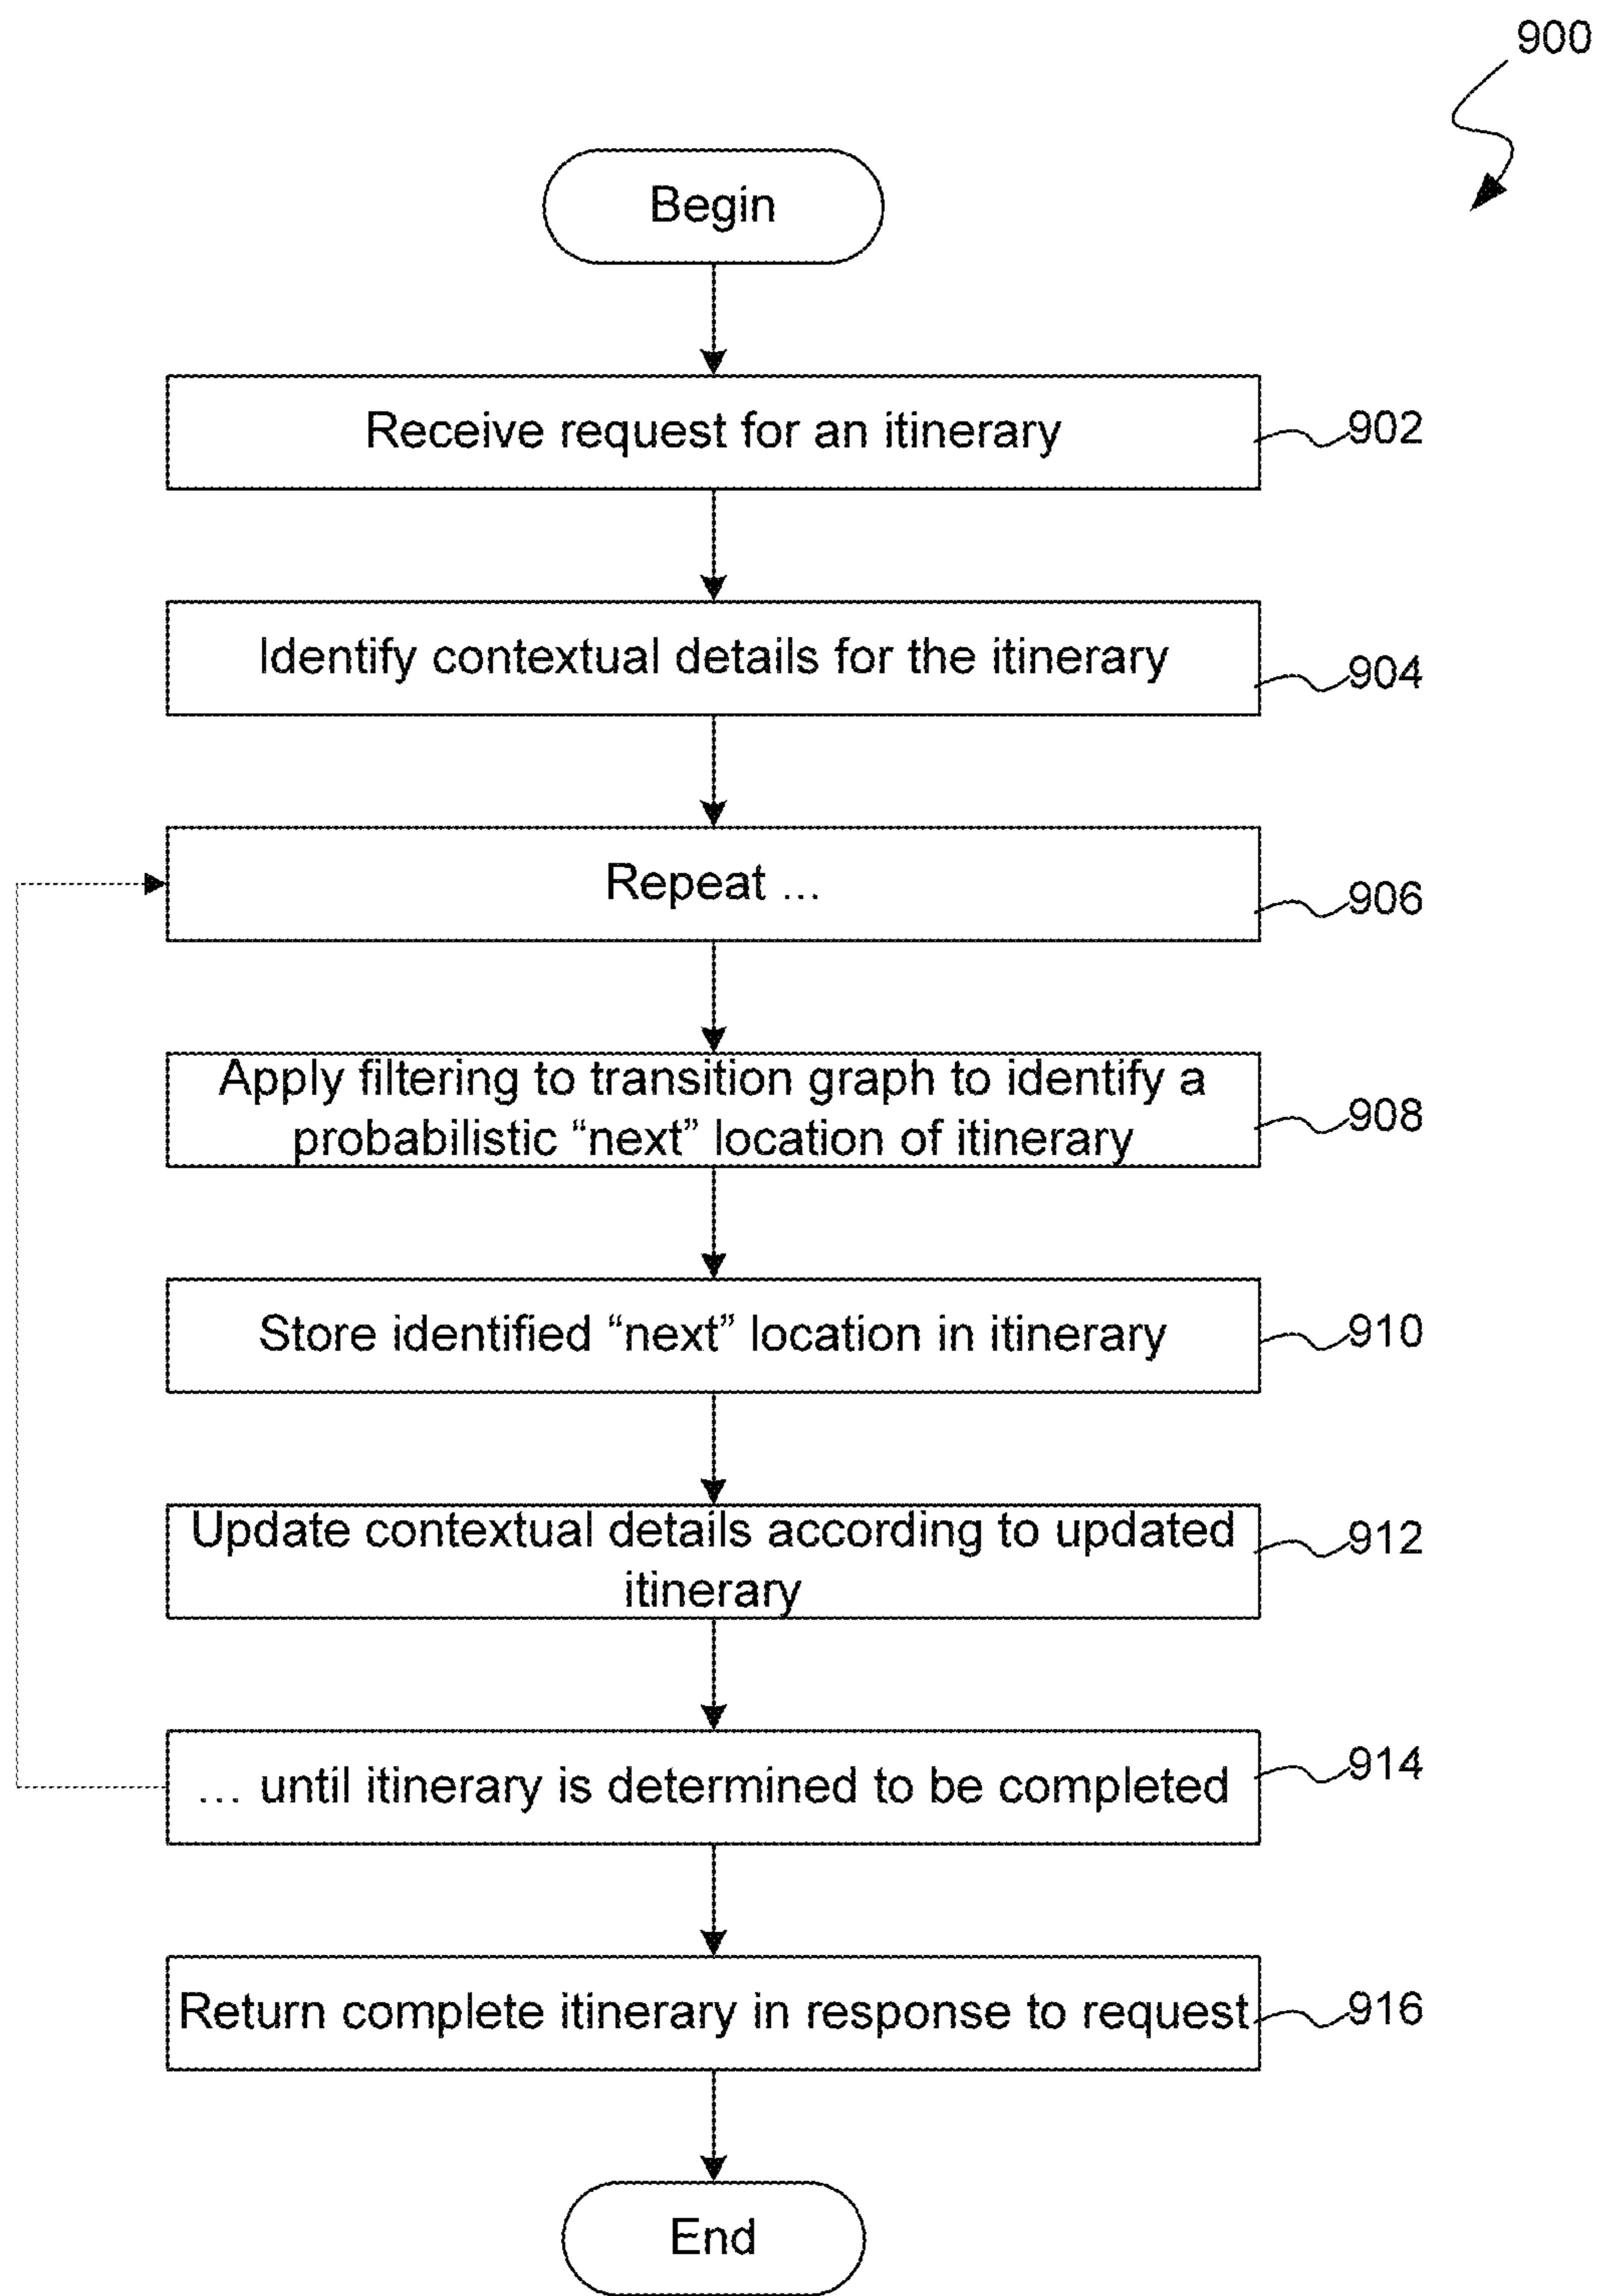 900
Begin
Receive request for an itinerary
902
Identify contextual details for the itinerary
904
Repeat ...
906
Apply filtering to transition graph to identify a
probabilistic “next” location of itinerary
908
Store identified “next” location in itinerary
910
Update contextual details according to updated
itinerary
912
... until itinerary is determined to be completed
914
Return complete itinerary in response to request
916
End